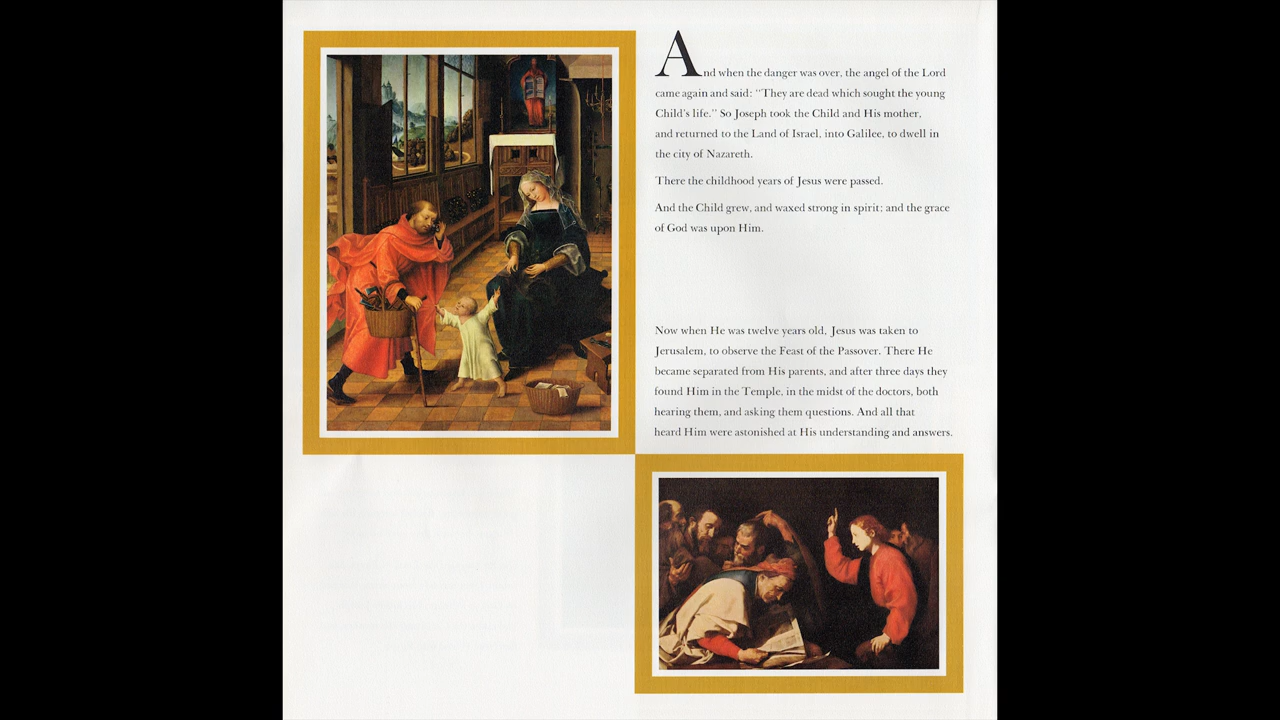 And when the danger was over, the angel of the Lord
came again and said: "They are dead which sought the young
Child's life." So Joseph took the Child and His mother,
and returned to the Land of Israel, into Galilee, to dwell in
the city of Nazareth.
There the childhood years of Jesus were passed.
And the Child grew, and waxed strong in spirit; and the grace
of God was upon Him.
Now when He was twelve years old, Jesus was taken to
Jerusalem, to observe the Feast of the Passover. There He
became separated from His parents, and after three days they
found Him in the Temple, in the midst of the doctors, both
hearing them, and asking them questions. And all that
heard Him were astonished at His understanding and answers.